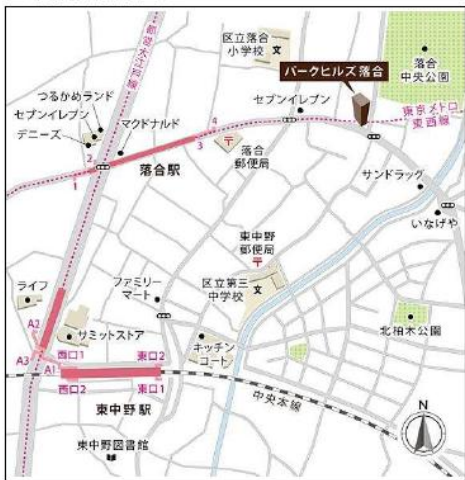 都営大江戸線
区立落合
小学校
文
パークヒルズ落合
落合
中央公園
つるかめランド
セブンイレブン
デニーズ
マクドナルド
セブンイレブン
東京メトロ
東西線
4
3
2
1
落合駅
〒
落合
郵便局
サンドラッグ
いなげや
東中野
郵便局
〒
ライフ
ファミリー
マート
区立第三
中学校
文
A2
サミットストア
A3
A1
西口1
東口2
キッチン
コート
北柏木公園
西口2
東口1
東中野駅
中央本線
東中野図書館
N